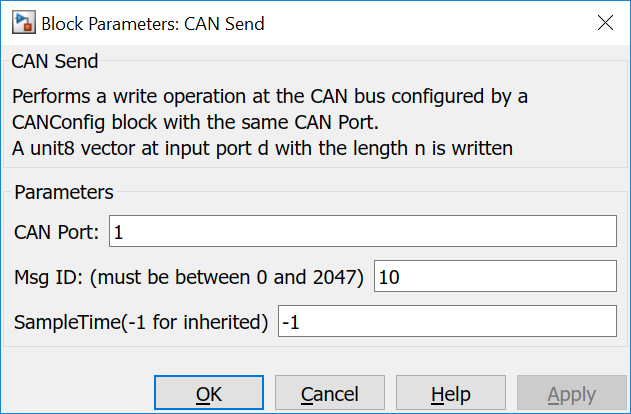 Block Parameters: CAN Send
CAN Send
Performs a write operation at the CAN bus configured by a
CANConfig block with the same CAN Port.
A unit8 vector at input port d with the length n is written
Parameters
CAN Port: 1
Msg ID: (must be between 0 and 2047) 10
SampleTime(-1 for inherited) -1
OK Cancel Help Apply